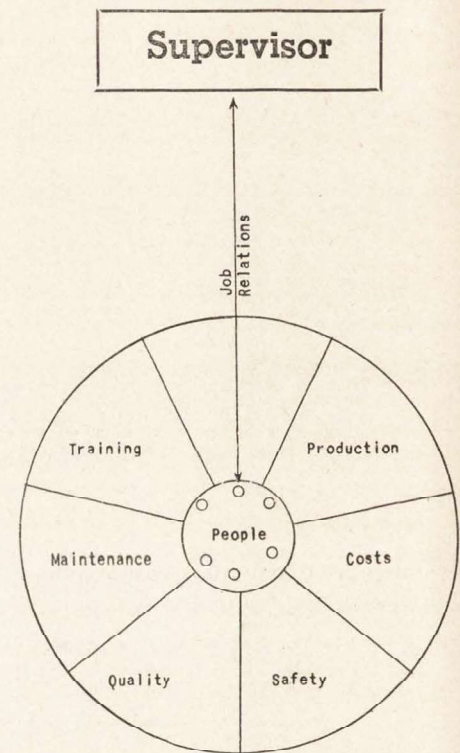 Supervisor
Job
Relations
Training
Production
People
Maintenance
Costs
Quality
Safety